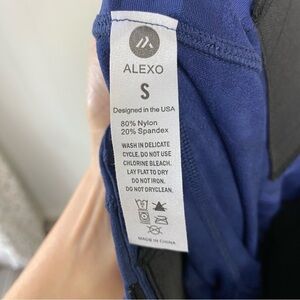 ALEXO
S
Designed in the USA
80% Nylon
20% Spandex
WASH IN DELICATE
CYCLE, DO NOT USE
CHLORINE BLEACH.
LAY FLAT TO DRY
DO NOT IRON.
DO NOT DRYCLEAN.
MADE IN CHINA